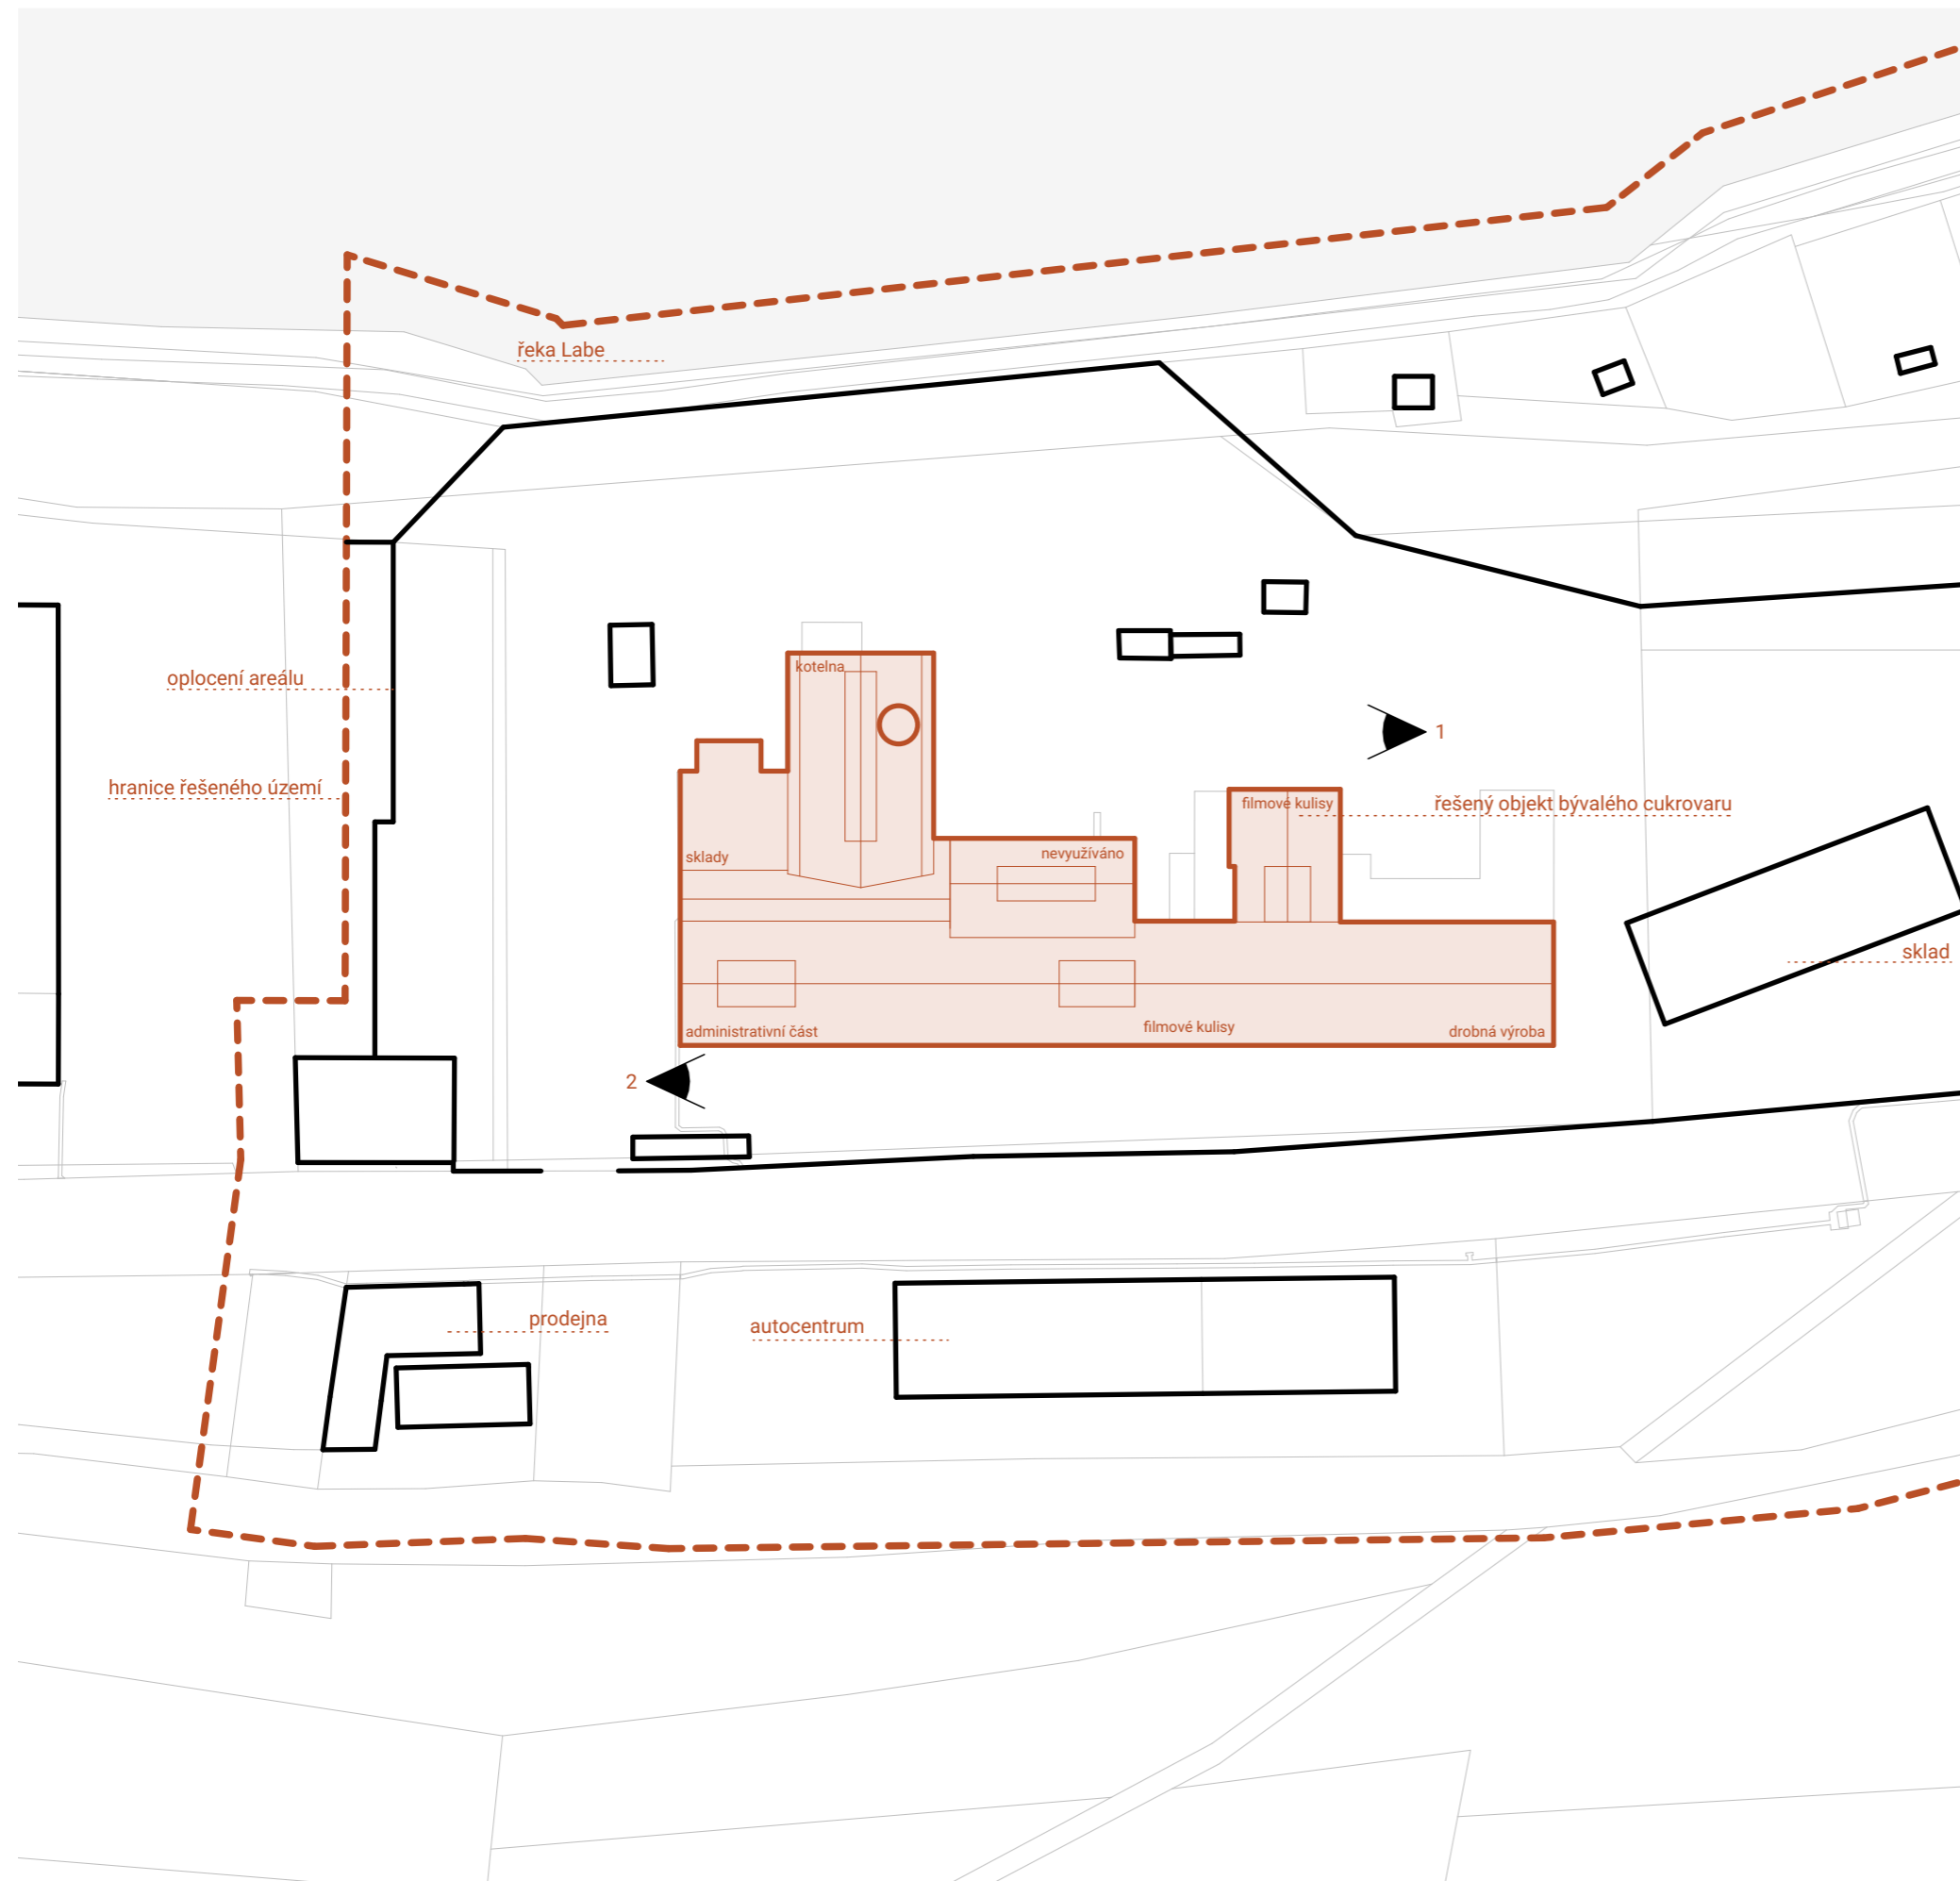 řeka Labe
oplocení areálu
kotelna
1
hranice řešeného území
filmové kulisy
řešený objekt bývalého cukrovaru
sklady
nevyužíváno
sklad
administrativní část
filmové kulisy
drobná výroba
2
prodejna
autocentrum